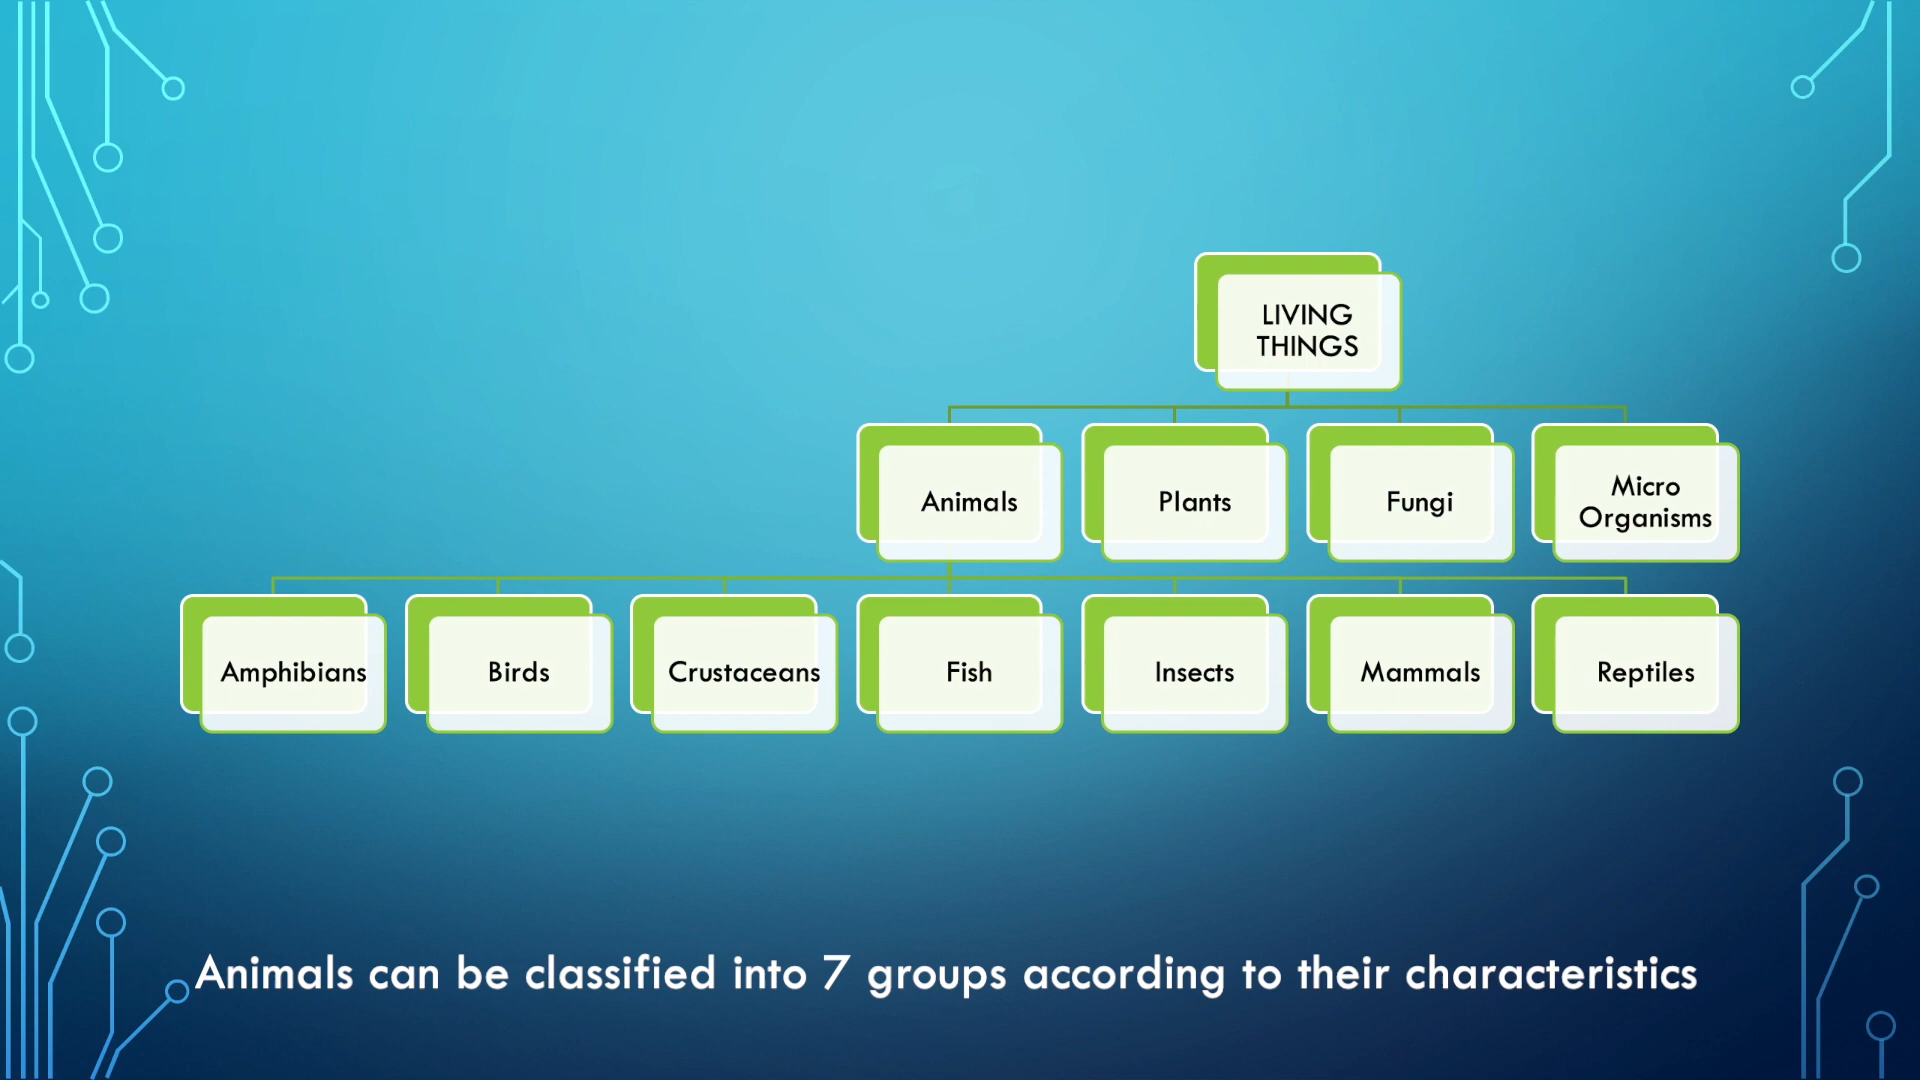 LIVING
THINGS
Animals
Plants
Fungi
Micro
Organisms
Amphibians
Birds
Crustaceans
Fish
Insects
Mammals
Reptiles
Animals can be classified into 7 groups according to their characteristics